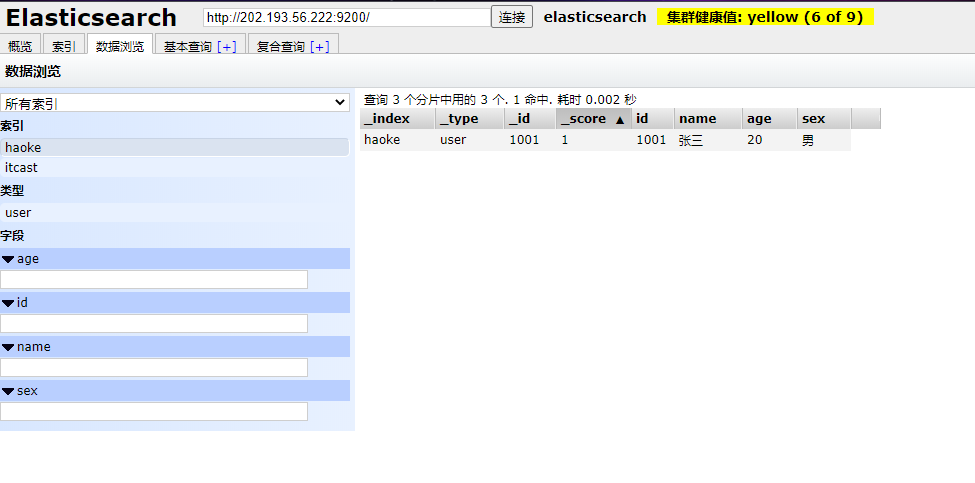 Elasticsearch http://202.193.56.222:9200/ 连接 elasticsearch 集群健康值: yellow (6 of 9)
概览 索引 数据浏览 基本查询 [+] 复合查询 [+]
数据浏览
所有索引
索引
haoke
itcast
类型
user
字段
age
id
name
sex
查询 3 个分片中用的 3 个. 1 命中. 耗时 0.002 秒
_index _type _id _score ▲ id name age sex
haoke user 1001 1 1001 张三 20 男